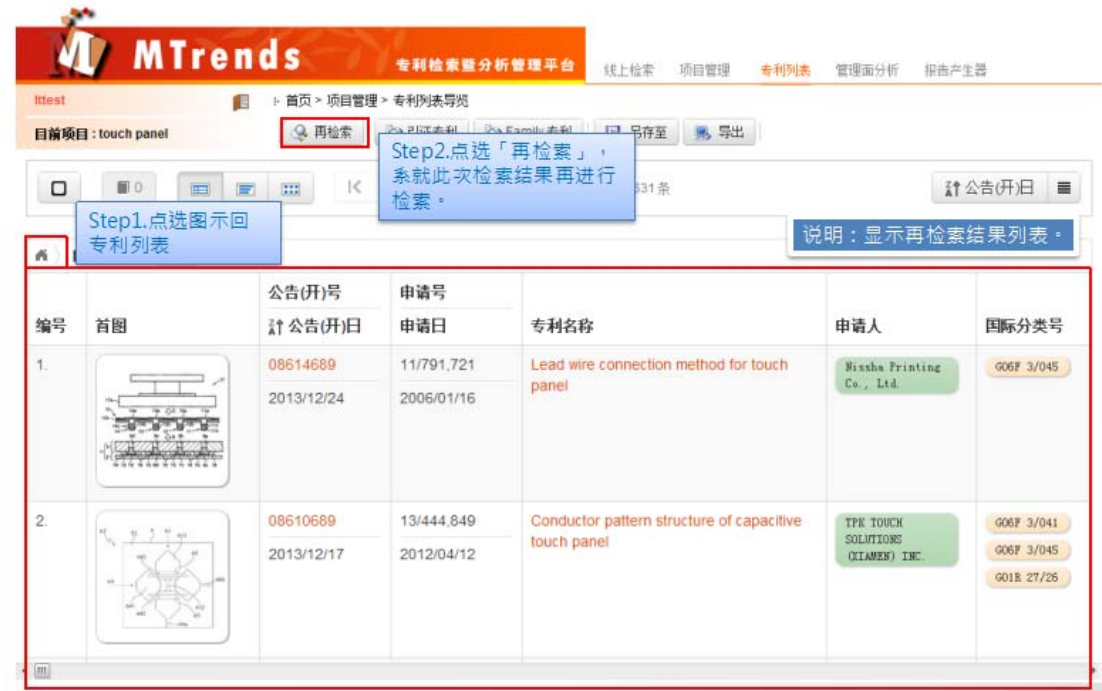 MTrends
专利检索暨分析管理平台
线上检索 项目管理 专利列表 管理面分析 报告产生器
lttest
首页 > 项目管理 > 专利列表导览
目前项目 : touch panel
再检索 引证专利 Family 专利 另存至 导出
Step2.点选「再检索」，
系就此次检索结果再进行
检索。
0
531 条
公告(开)日
Step1.点选图示回
专利列表
说明：显示再检索结果列表。
编号 首图 公告(开)号 申请号 专利名称 申请人 国际分类号
公告(开)日 申请日
1. 08614689 11/791,721 Lead wire connection method for touch panel Nissha Printing Co., Ltd. G06F 3/045
2013/12/24 2006/01/16
2. 08610689 13/444,849 Conductor pattern structure of capacitive touch panel TPK TOUCH SOLUTIONS (XIAMEN) INC. G06F 3/041
2013/12/17 2012/04/12 G06F 3/045
G01R 27/26